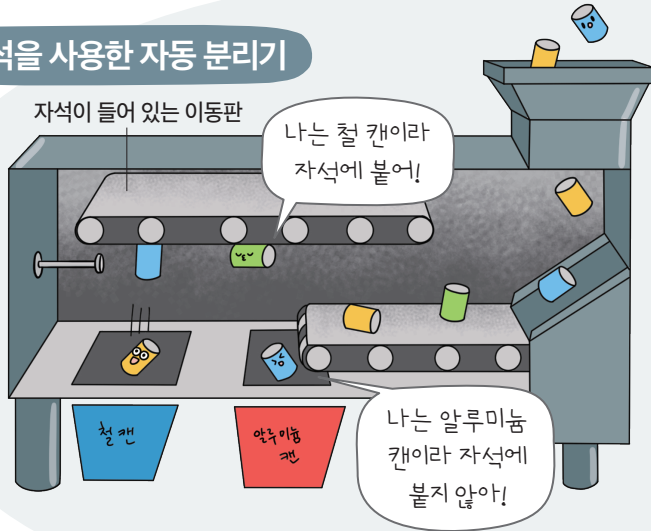 석을 사용한 자동 분리기
자석이 들어 있는 이동판
나는 철 캔이라
자석에 붙어!
철 캔
알루미늄
캔
나는 알루미늄
캔이라 자석에
붙지 않아!